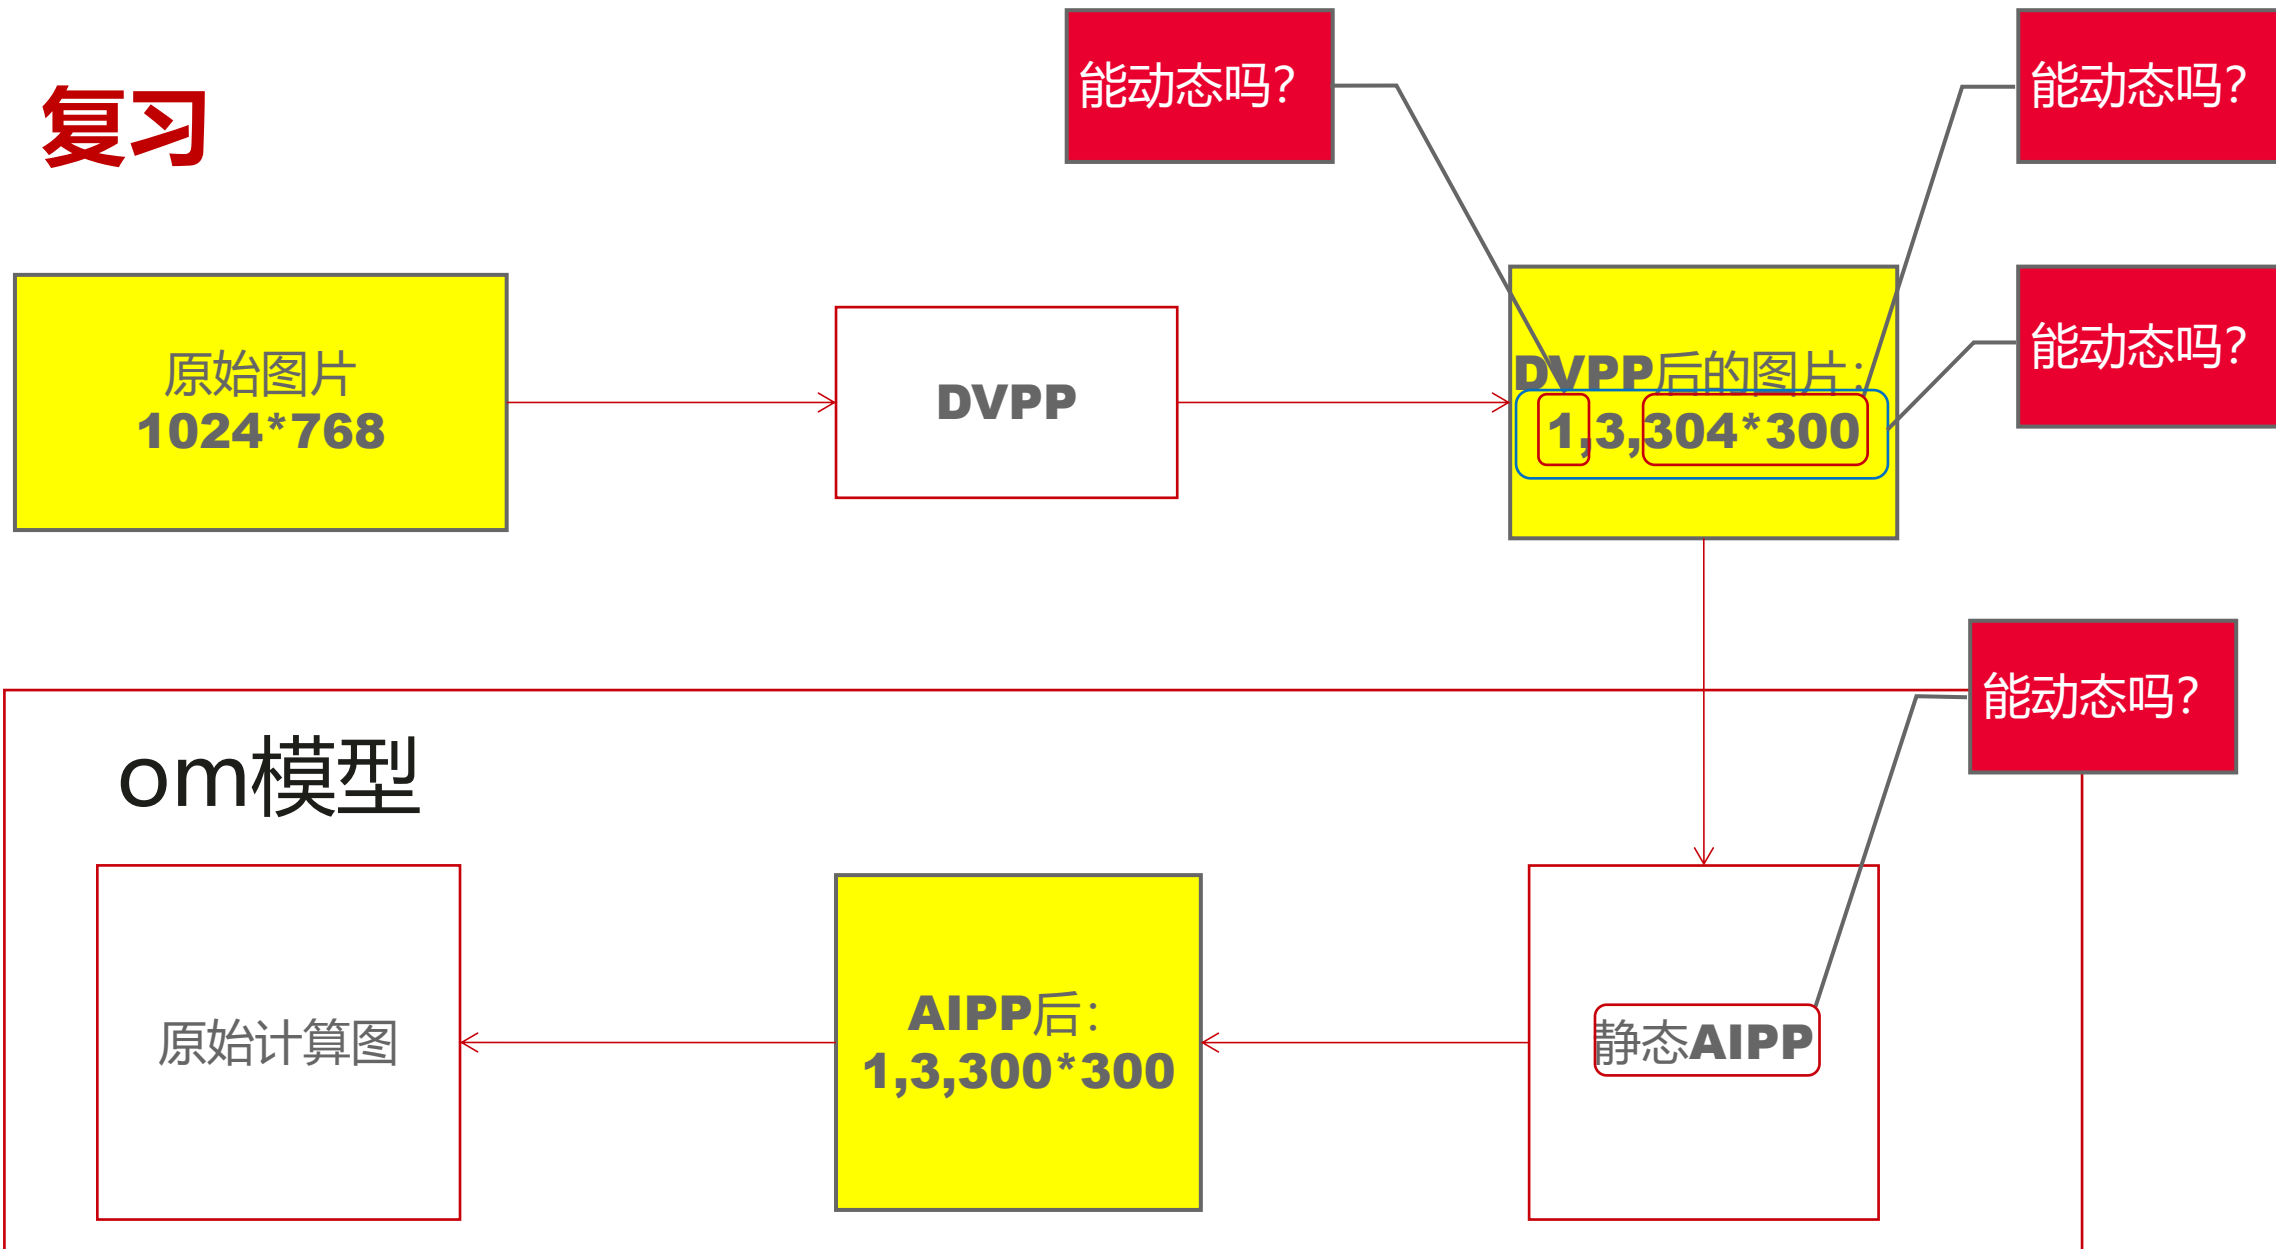 能动态吗？
能动态吗？
复习
原始图片
1024*768
DVPP
DVPP后的图片：
1,3,304*300
能动态吗？
能动态吗？
om模型
原始计算图
AIPP后：
1,3,300*300
静态AIPP